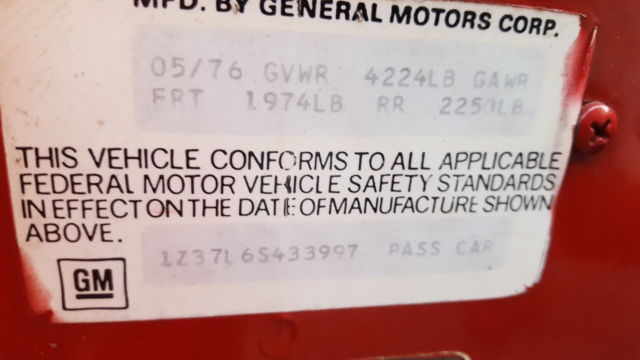 MFD. BY GENERAL MOTORS CORP.
05/76 GVWR 4224LB GAWR
FRT 1974LB RR 2250LB
THIS VEHICLE CONFORMS TO ALL APPLICABLE
FEDERAL MOTOR VEHICLE SAFETY STANDARDS
IN EFFECT ON THE DATE OF MANUFACTURE SHOWN
ABOVE.
1Z37L6S433997 PASS CAR
GM